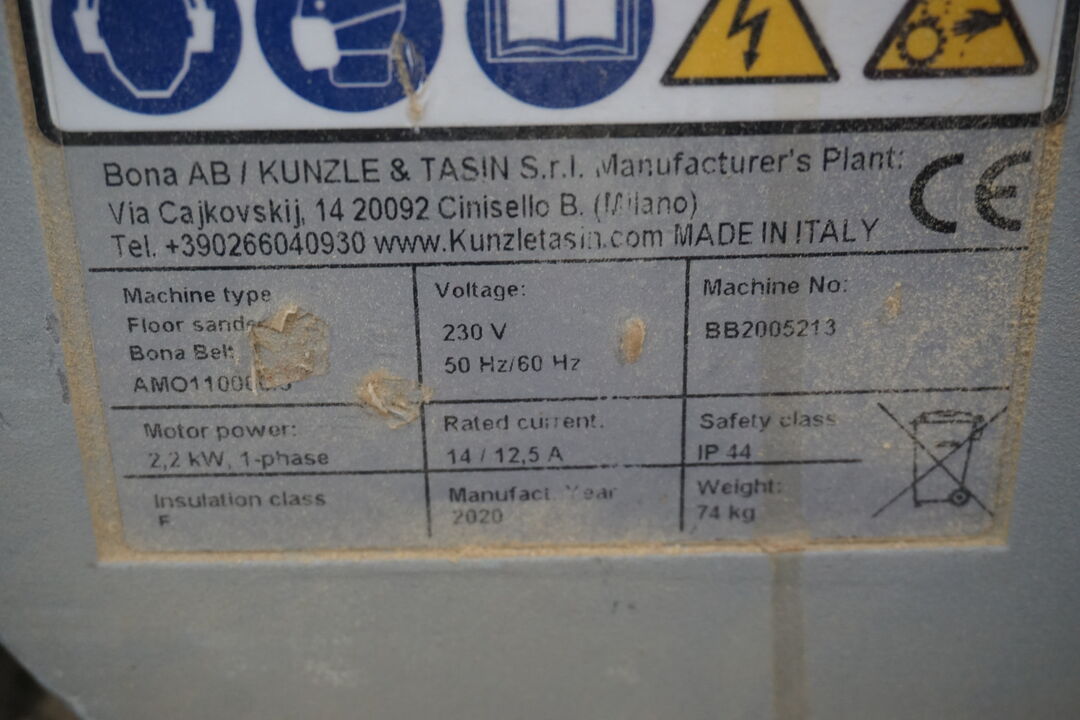 Bona AB / KUNZLE & TASIN S.r.l. Manufacturer's Plant:
Via Cajkovskij, 14 20092 Cinisello B. (Milano)
Tel. +390266040930 www.Kunzletasin.com MADE IN ITALY
CE
Machine type
Floor sander
Bona Belt
Voltage:
230 V
50 Hz/60 Hz
Machine No:
BB2005213
Motor power:
2,2 kW, 1-phase
Rated current.
14 / 12,5 A
Safety class
IP 44
Insulation class
F
Manufact. Year
2020
Weight:
74 kg